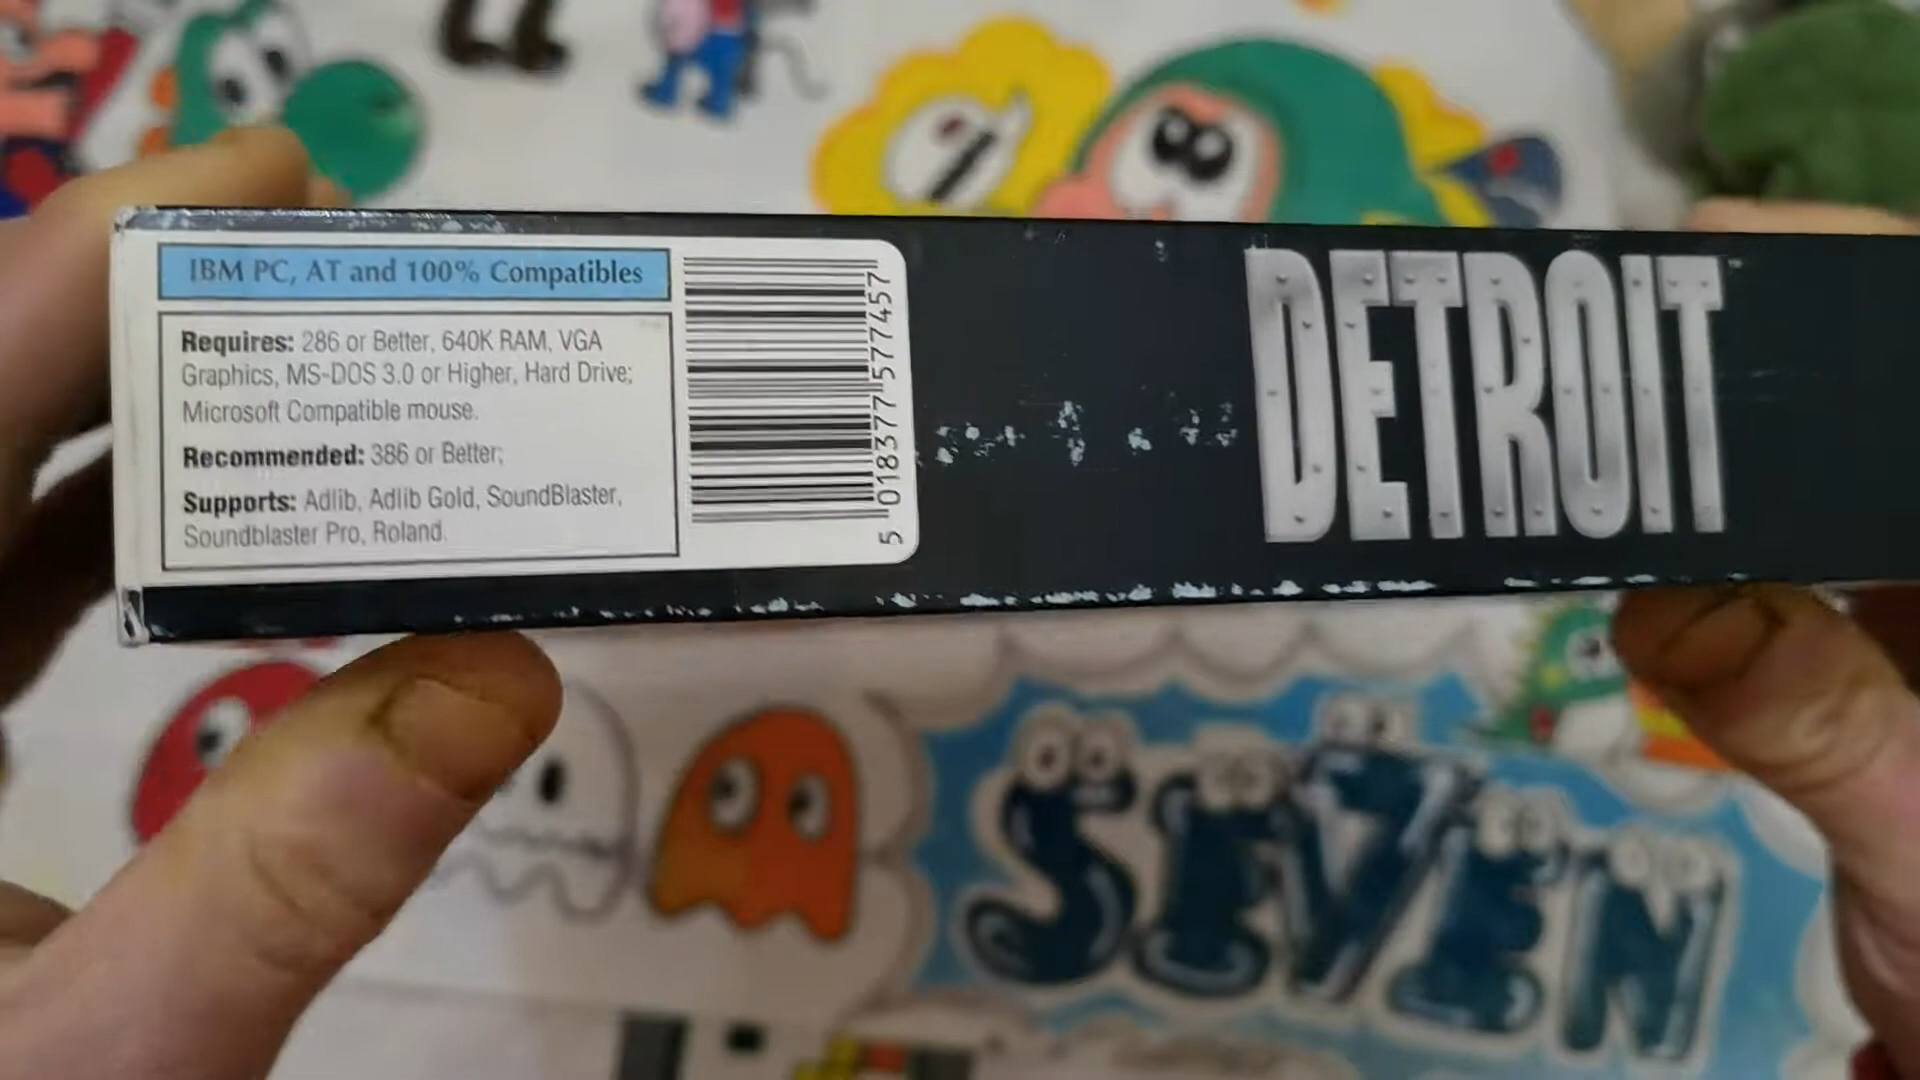 IBM PC, AT and 100% Compatibles
Requires: 286 or Better, 640K RAM, VGA
Graphics, MS-DOS 3.0 or Higher, Hard Drive;
Microsoft Compatible mouse.
Recommended: 386 or Better;
Supports: Adlib, Adlib Gold, SoundBlaster,
Soundblaster Pro, Roland.
5 018377 577457
DETROIT™
SEVEN